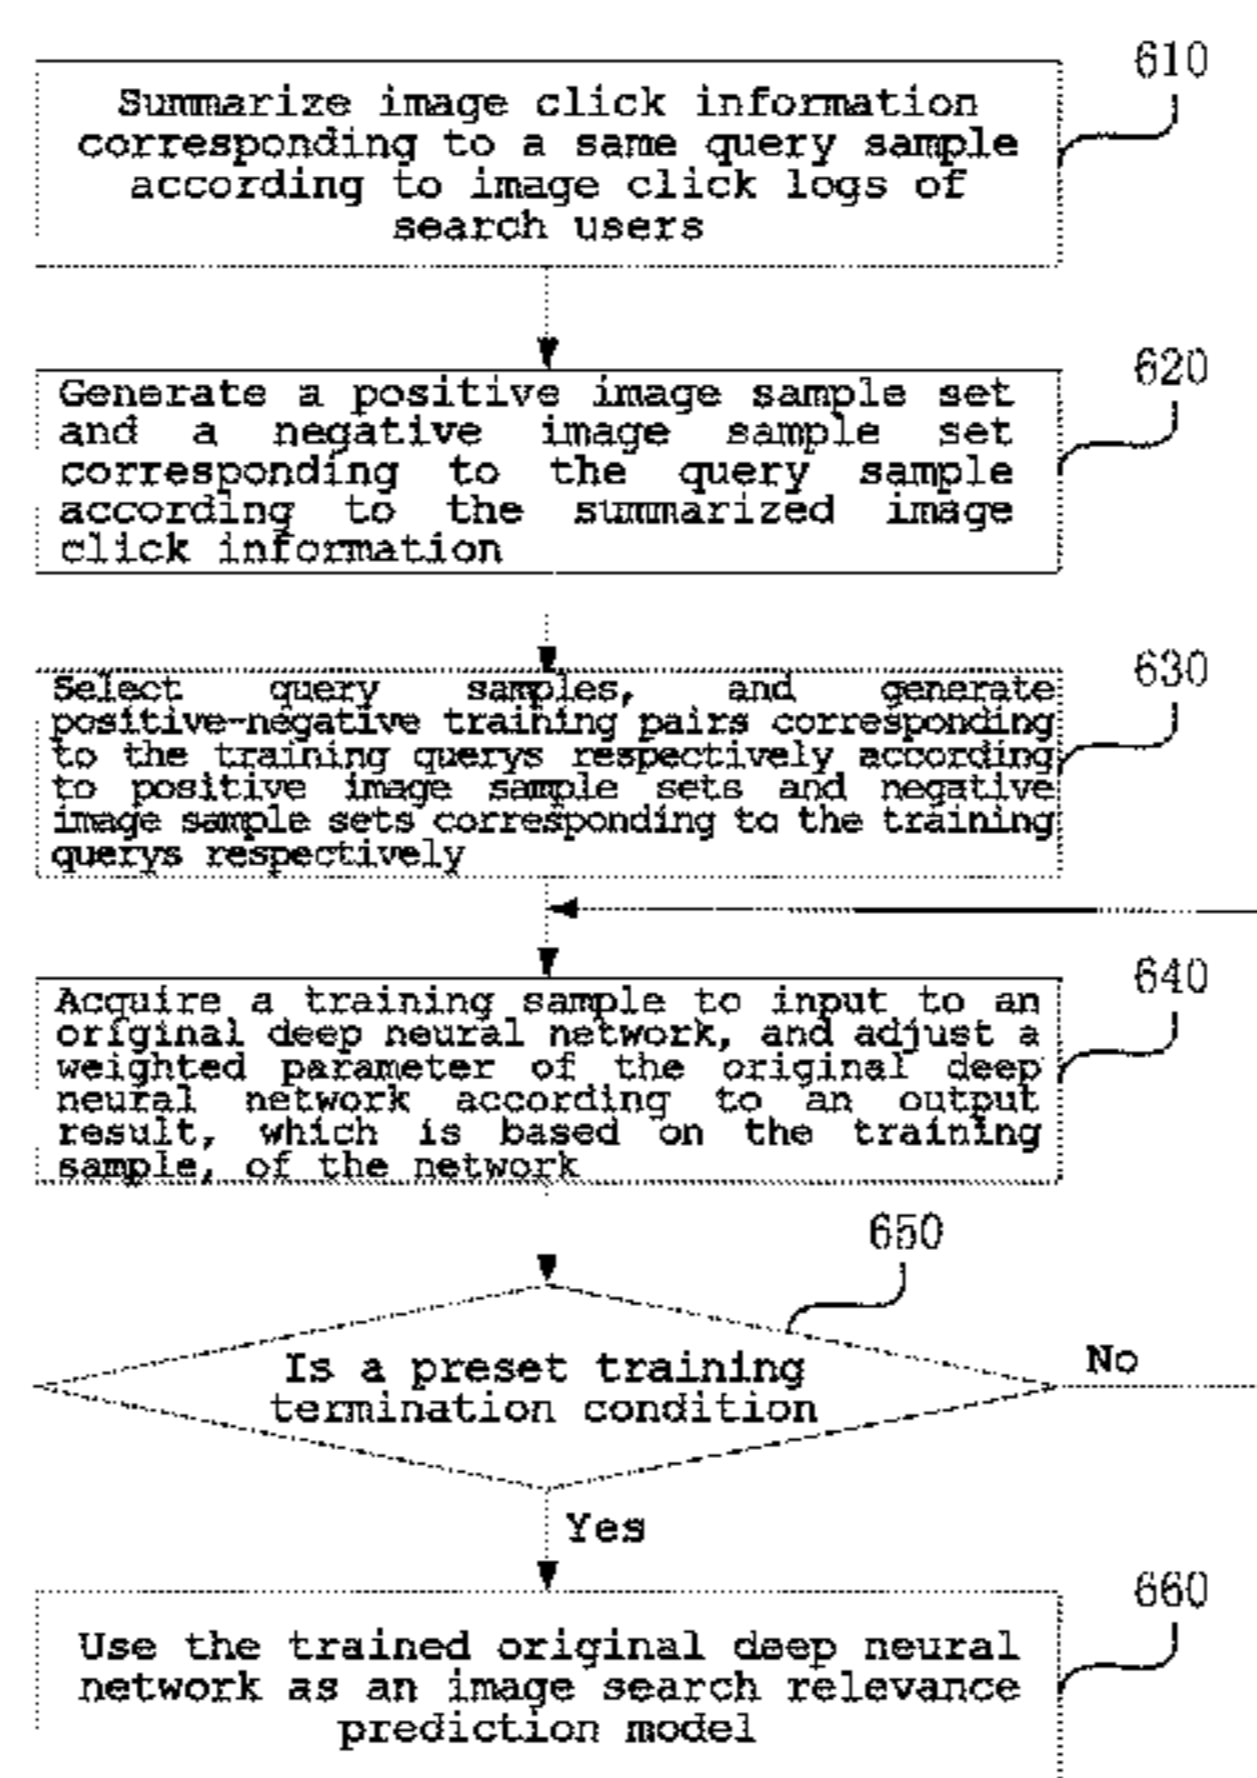 610
Summarize image click information
corresponding to a same query sample
according to image click logs of
search users
620
Generate a positive image sample set
and a negative image sample set
corresponding to the query sample
according to the summarized image
click information
630
Select query samples, and generate
positive-negative training pairs corresponding
to the training querys respectively according
to positive image sample sets and negative
image sample sets corresponding to the training
querys respectively
640
Acquire a training sample to input to an
original deep neural network, and adjust a
weighted parameter of the original deep
neural network according to an output
result, which is based on the training
sample, of the network
650
Is a preset training
termination condition
No
Yes
660
Use the trained original deep neural
network as an image search relevance
prediction model